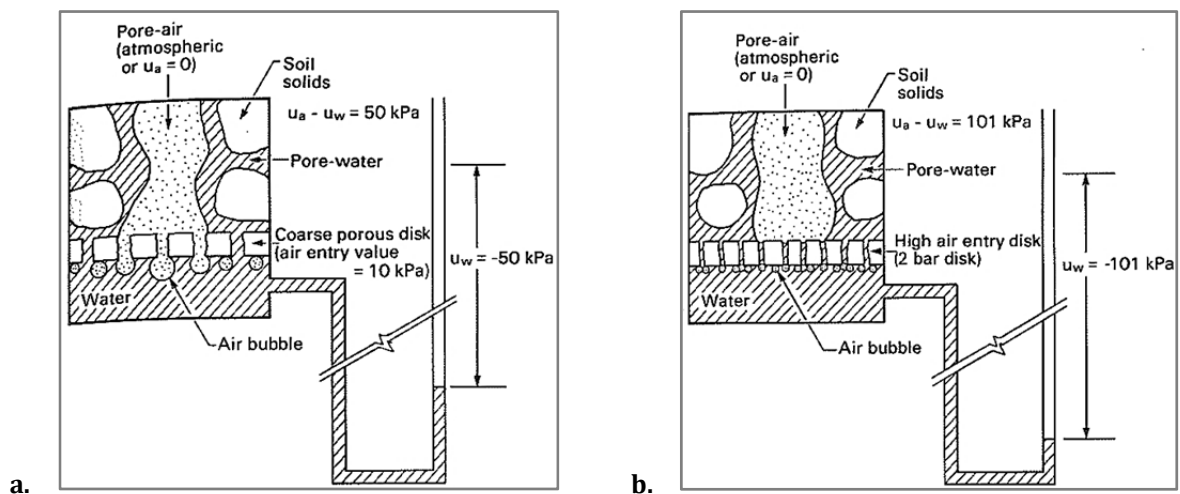 Pore-air
(atmospheric
or uₐ = 0)
Soil
solids
uₐ - u_w = 50 kPa
Pore-water
Coarse porous disk
(air entry value
= 10 kPa)
u_w = -50 kPa
Water
Air bubble
a.
Pore-air
(atmospheric
or uₐ = 0)
Soil
solids
uₐ - u_w = 101 kPa
Pore-water
High air entry disk
(2 bar disk)
u_w = -101 kPa
Water
Air bubble
b.